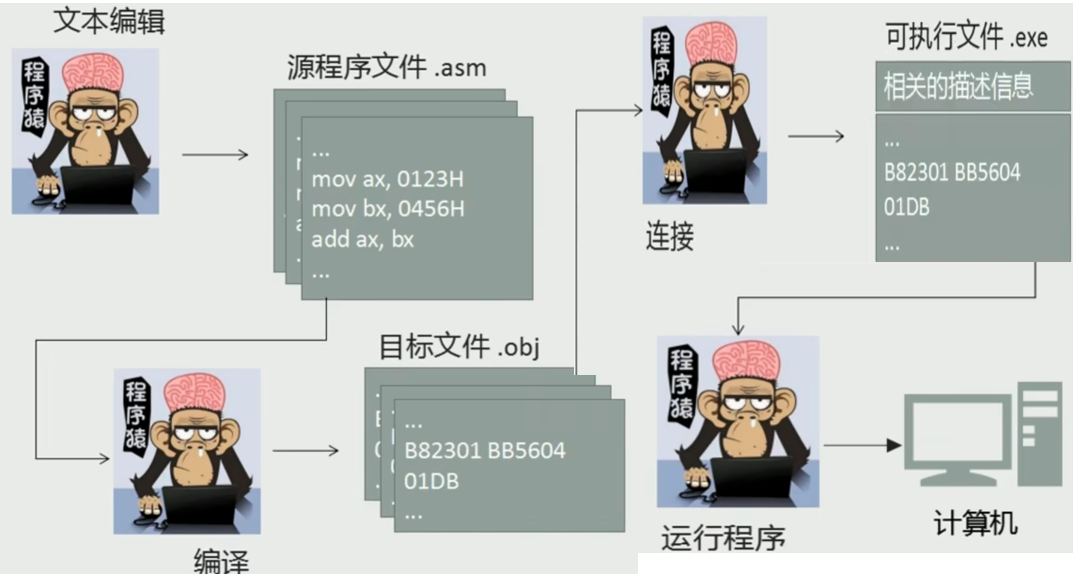 文本编辑
程序猿
源程序文件 .asm
...
mov ax, 0123H
mov bx, 0456H
add ax, bx
...
程序猿
编译
目标文件 .obj
...
B82301 BB5604
01DB
...
程序猿
连接
可执行文件 .exe
相关的描述信息
...
B82301 BB5604
01DB
...
程序猿
运行程序
计算机